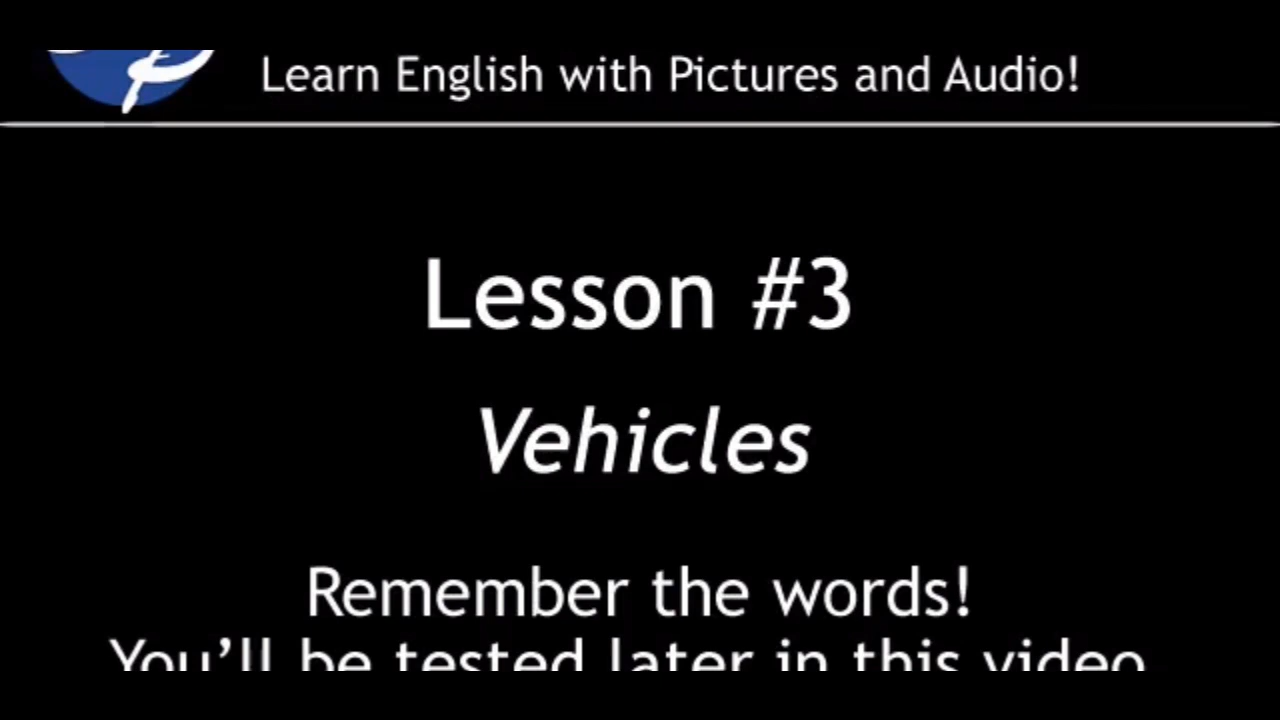 Learn English with Pictures and Audio!
Lesson #3
Vehicles
Remember the words!
You’ll be tested later in this video